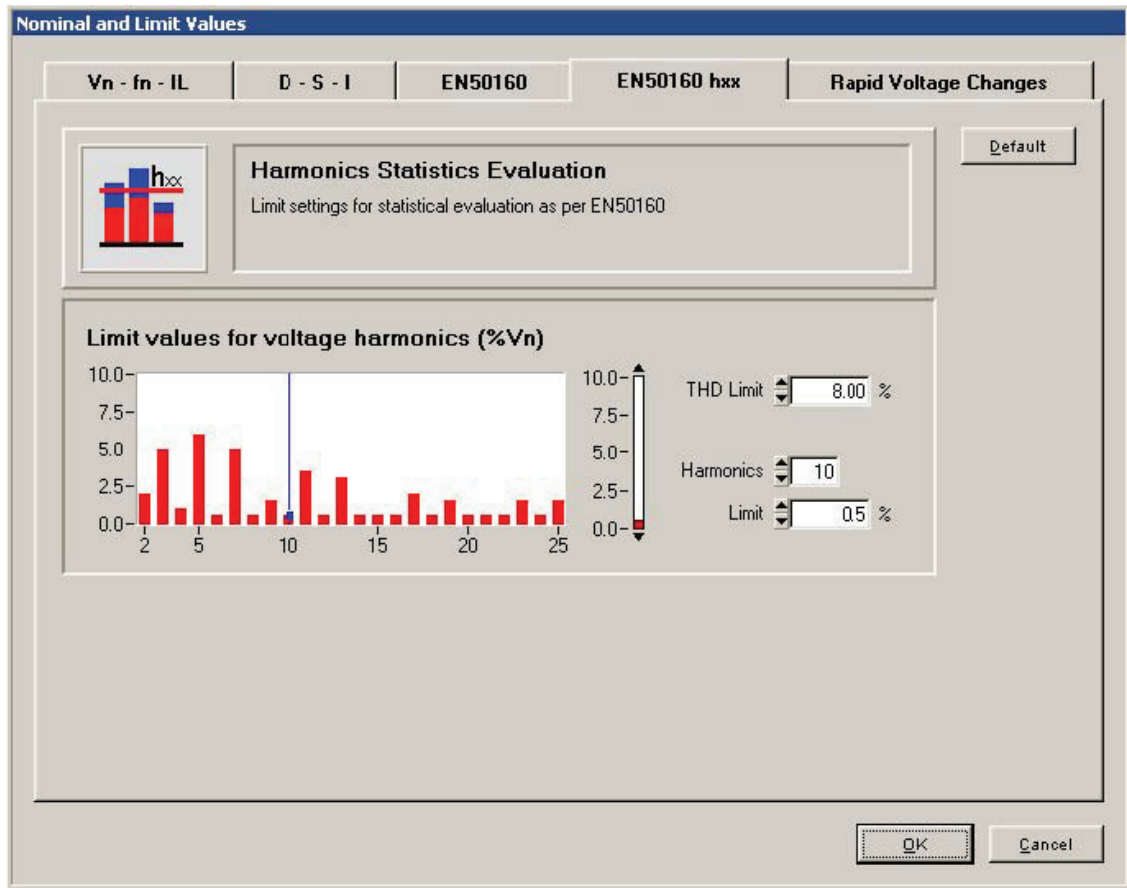 Nominal and Limit Values
Vn - fn - IL
D - S - I
EN50160
EN50160 hxx
Rapid Voltage Changes
Default
hxx
Harmonics Statistics Evaluation
Limit settings for statistical evaluation as per EN50160
Limit values for voltage harmonics (%Vn)
10.0
7.5
5.0
2.5
0.0
2 5 10 15 20 25
10.0
7.5
5.0
2.5
0.0
THD Limit 8.00 %
Harmonics 10
Limit 0.5 %
OK
Cancel